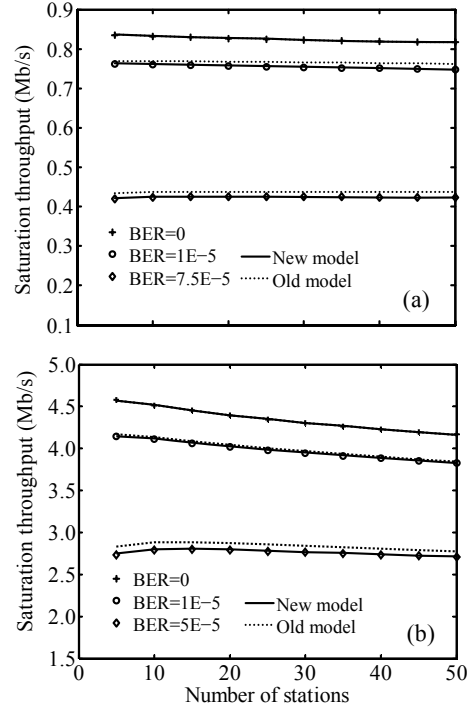 Saturation throughput (Mb/s)
0.9
0.8
0.7
0.6
0.5
0.4
0.3
0.2
0.1
BER=0
BER=1E−5
BER=7.5E−5
New model
Old model
(a)
Saturation throughput (Mb/s)
5.0
4.5
4.0
3.5
3.0
2.5
2.0
1.5
BER=0
BER=1E−5
BER=5E−5
New model
Old model
(b)
0 10 20 30 40 50
Number of stations